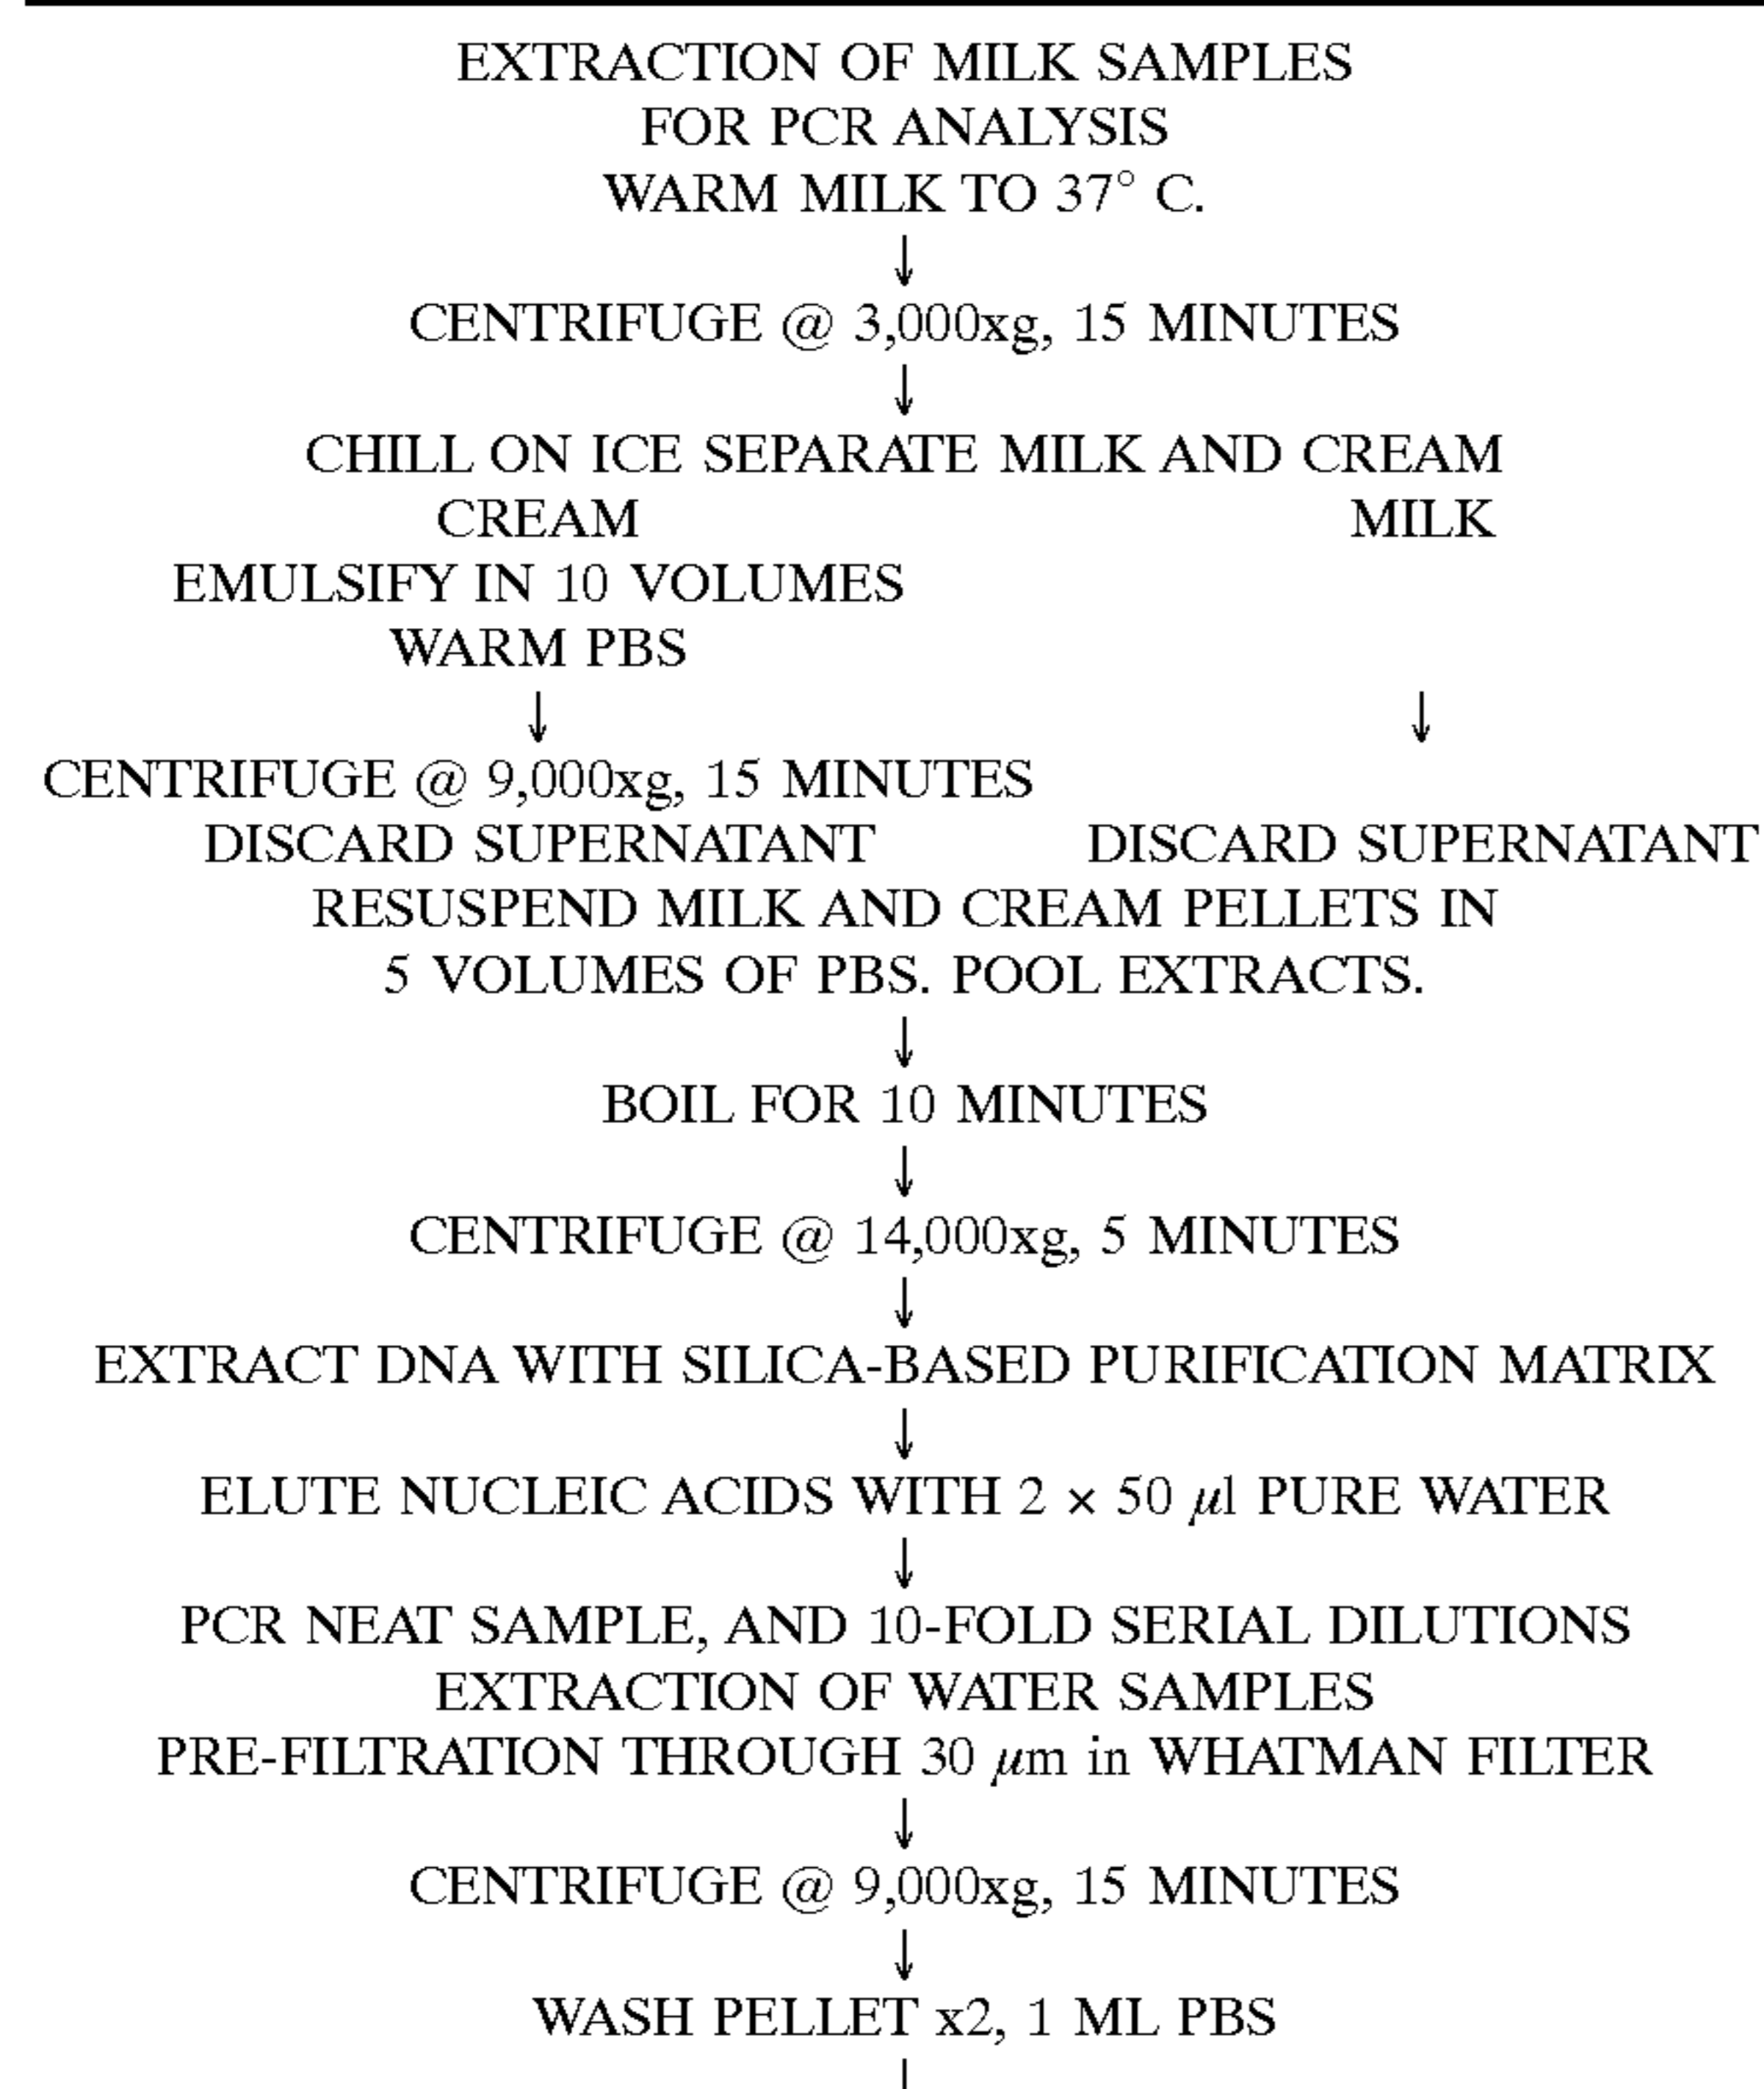 EXTRACTION OF MILK SAMPLES
FOR PCR ANALYSIS
WARM MILK TO 37° C.
↓
CENTRIFUGE @ 3,000xg, 15 MINUTES
↓
CHILL ON ICE SEPARATE MILK AND CREAM
CREAM MILK
EMULSIFY IN 10 VOLUMES
WARM PBS
↓ ↓
CENTRIFUGE @ 9,000xg, 15 MINUTES
DISCARD SUPERNATANT DISCARD SUPERNATANT
RESUSPEND MILK AND CREAM PELLETS IN
5 VOLUMES OF PBS. POOL EXTRACTS.
↓
BOIL FOR 10 MINUTES
↓
CENTRIFUGE @ 14,000xg, 5 MINUTES
↓
EXTRACT DNA WITH SILICA-BASED PURIFICATION MATRIX
↓
ELUTE NUCLEIC ACIDS WITH 2 × 50 μl PURE WATER
↓
PCR NEAT SAMPLE, AND 10-FOLD SERIAL DILUTIONS
EXTRACTION OF WATER SAMPLES
PRE-FILTRATION THROUGH 30 μm in WHATMAN FILTER
↓
CENTRIFUGE @ 9,000xg, 15 MINUTES
↓
WASH PELLET x2, 1 ML PBS